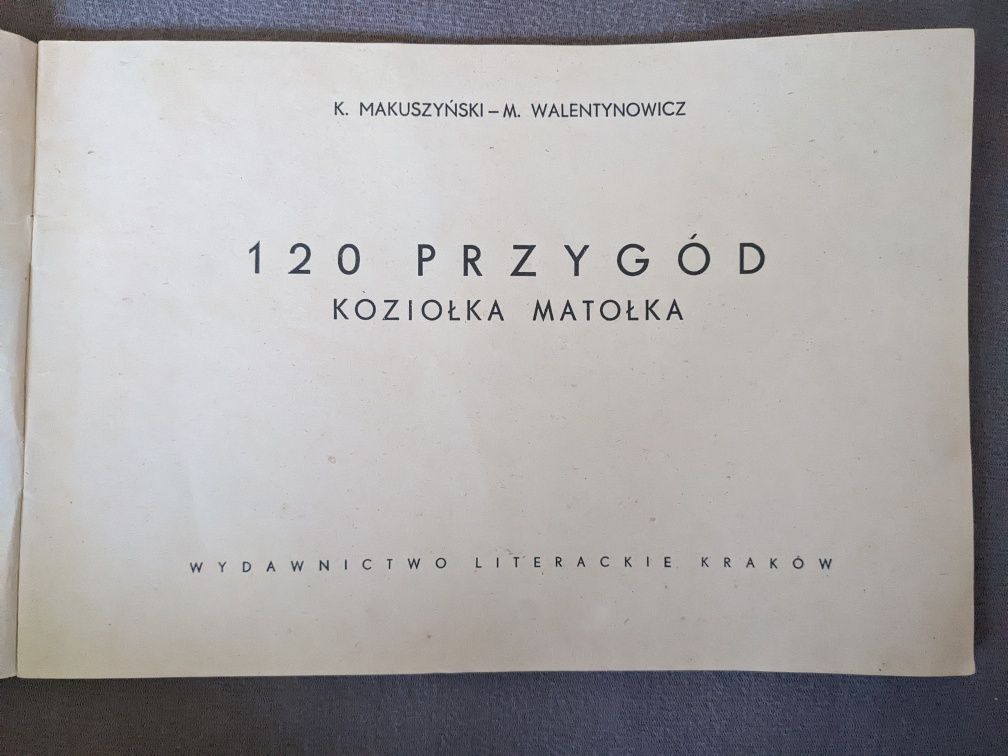 K. MAKUSZYŃSKI – M. WALENTYNOWICZ
120 PRZYGÓD
KOZIOŁKA MATOŁKA
WYDAWNICTWO LITERACKIE KRAKÓW